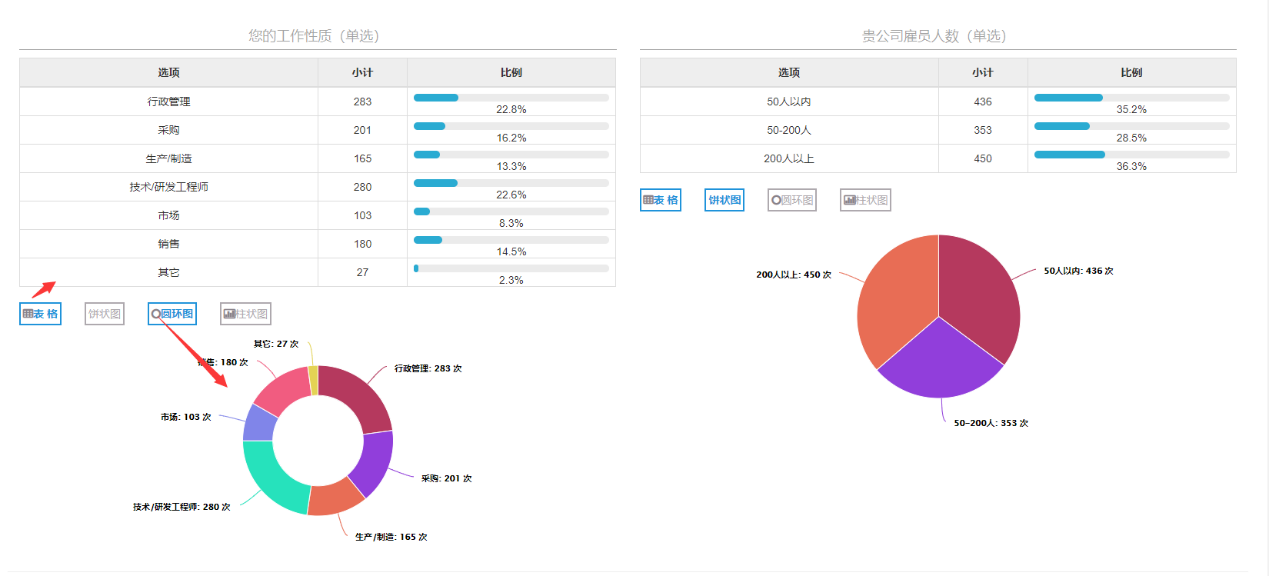 您的工作性质（单选）
选项 小计 比例
行政管理 283 22.8%
采购 201 16.2%
生产/制造 165 13.3%
技术/研发工程师 280 22.6%
市场 103 8.3%
销售 180 14.5%
其它 27 2.3%
表 格 饼状图 圆环图 柱状图
其它: 27 次
销售: 180 次
行政管理: 283 次
市场: 103 次
采购: 201 次
技术/研发工程师: 280 次
生产/制造: 165 次
贵公司雇员人数（单选）
选项 小计 比例
50人以内 436 35.2%
50-200人 353 28.5%
200人以上 450 36.3%
表 格 饼状图 圆环图 柱状图
200人以上: 450 次
50人以内: 436 次
50-200人: 353 次